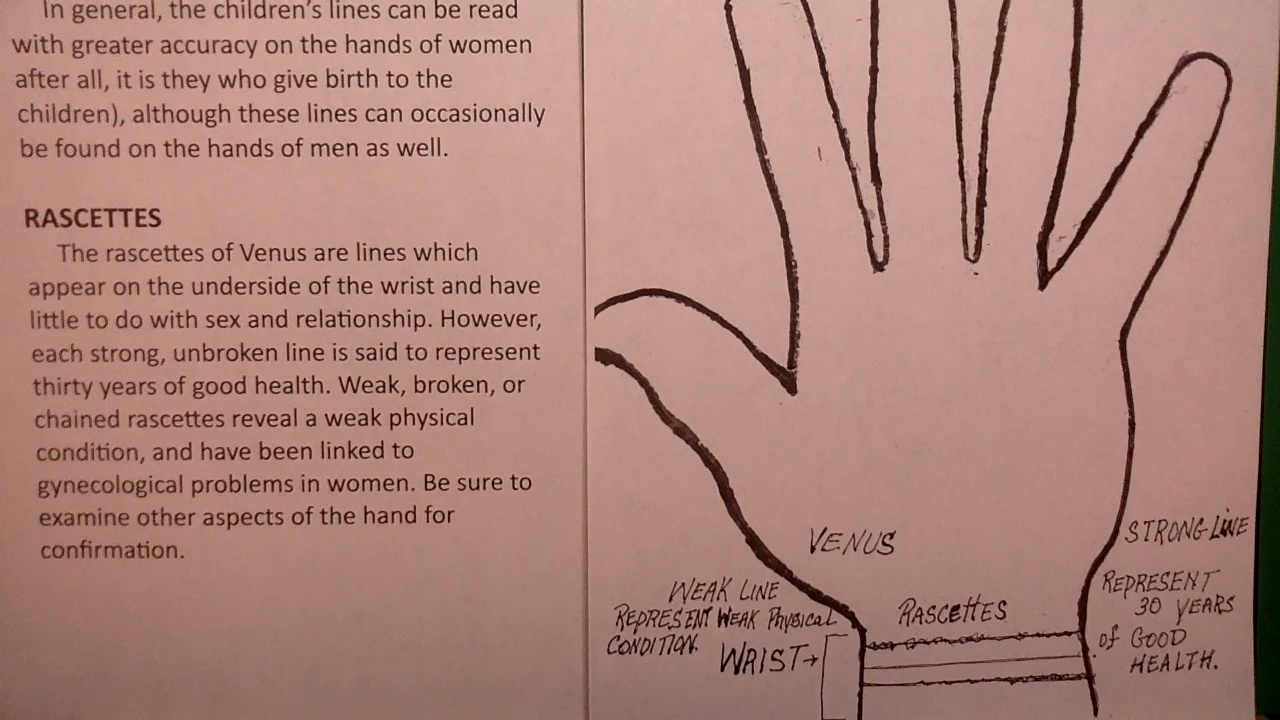 In general, the children's lines can be read
with greater accuracy on the hands of women
after all, it is they who give birth to the
children), although these lines can occasionally
be found on the hands of men as well.
RASCETTES
The rascettes of Venus are lines which
appear on the underside of the wrist and have
little to do with sex and relationship. However,
each strong, unbroken line is said to represent
thirty years of good health. Weak, broken, or
chained rascettes reveal a weak physical
condition, and have been linked to
gynecological problems in women. Be sure to
examine other aspects of the hand for
confirmation.
VENUS
WEAK LINE
REPRESENT WEAK Physical
CONDITION.
WRIST→
RASCETTES
STRONG LINE
REPRESENT
30 YEARS
of GOOD
HEALTH.